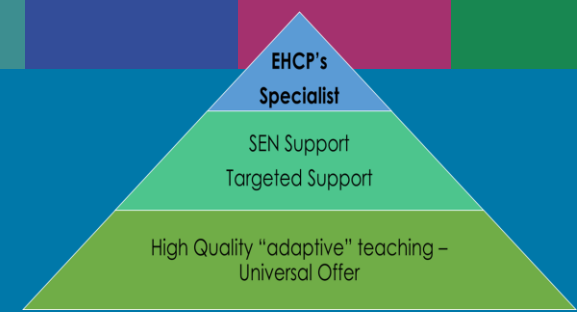 EHCP's
Specialist
SEN Support
Targeted Support
High Quality “adaptive” teaching –
Universal Offer